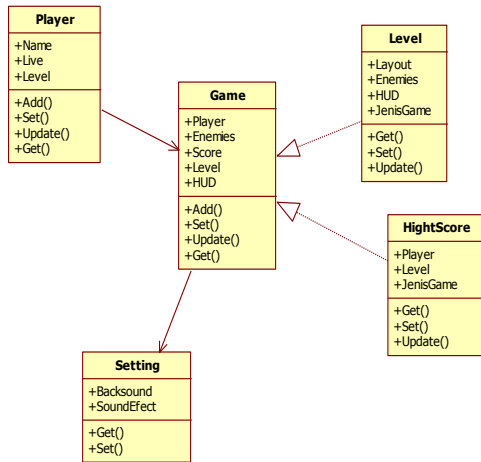 Player
+Name
+Live
+Level
+Add()
+Set()
+Update()
+Get()
Game
+Player
+Enemies
+Score
+Level
+HUD
+Add()
+Set()
+Update()
+Get()
Level
+Layout
+Enemies
+HUD
+JenisGame
+Get()
+Set()
+Update()
HightScore
+Player
+Level
+JenisGame
+Get()
+Set()
+Update()
Setting
+Backsound
+SoundEfect
+Get()
+Set()